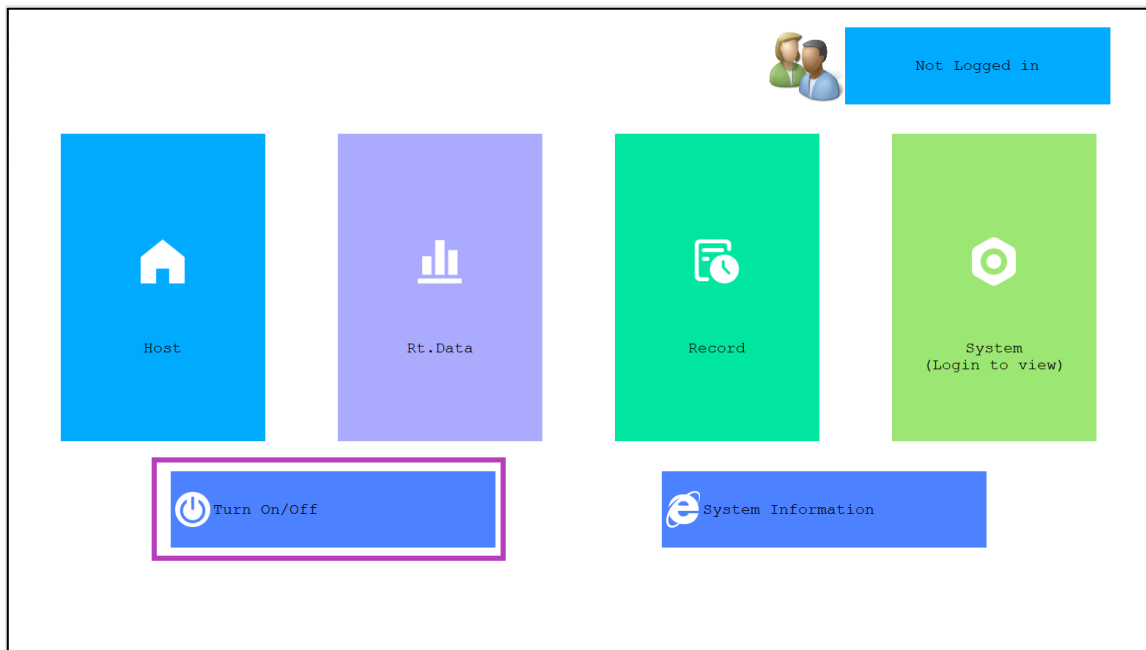 Not Logged in
Host
Rt.Data
Record
System
(Login to view)
Turn On/Off
System Information